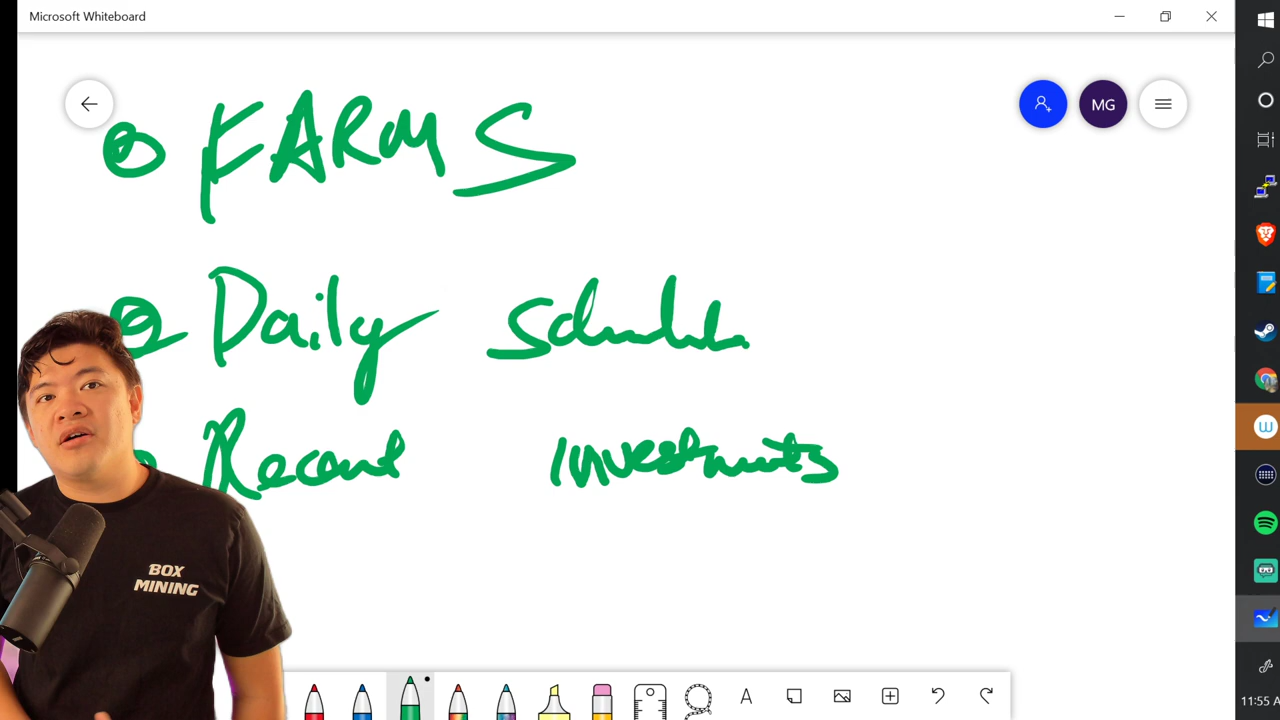 Microsoft Whiteboard
MG
FARMS
Daily Schedule
Recent Investments
BOX
MINING
A
11:55 A